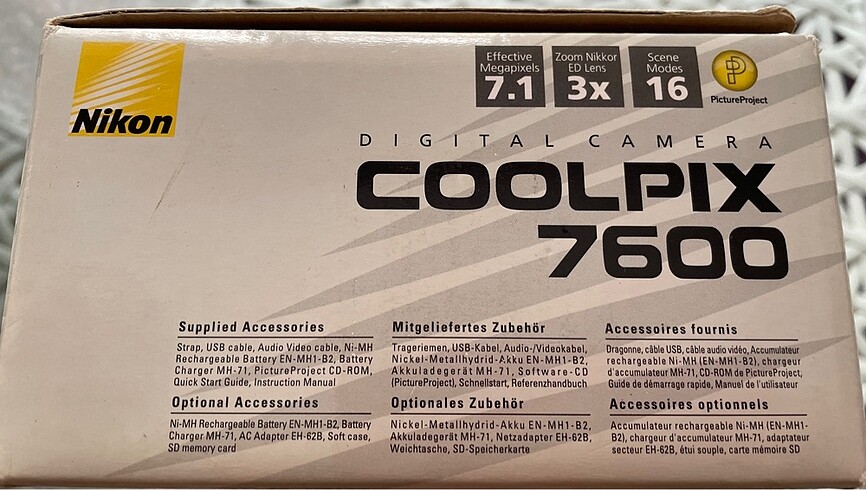 Nikon
Effective
Megapixels
7.1
Zoom Nikkor
ED Lens
3x
Scene
Modes
16
PictureProject
DIGITAL CAMERA
COOLPIX
7600
Supplied Accessories
Strap, USB cable, Audio Video cable, Ni-MH
Rechargeable Battery EN-MH1-B2, Battery
Charger MH-71, PictureProject CD-ROM,
Quick Start Guide, Instruction Manual
Optional Accessories
Ni-MH Rechargeable Battery EN-MH1-B2, Battery
Charger MH-71, AC Adapter EH-62B, Soft case,
SD memory card
Mitgeliefertes Zubehör
Trageriemen, USB-Kabel, Audio-/Videokabel,
Nickel-Metallhydrid-Akku EN-MH1-B2,
Akkuladegerät MH-71, Software-CD
(PictureProject), Schnellstart, Referenzhandbuch
Optionales Zubehör
Nickel-Metallhydrid-Akku EN-MH1-B2,
Akkuladegerät MH-71, Netzadapter EH-62B,
Weichtasche, SD-Speicherkarte
Accessoires fournis
Dragonne, câble USB, câble audio vidéo, Accumulateur
rechargeable Ni-MH (EN-MH1-B2), chargeur
d'accumulateur MH-71, CD-ROM de PictureProject,
Guide de démarrage rapide, Manuel de l'utilisateur
Accessoires optionnels
Accumulateur rechargeable Ni-MH (EN-MH1-
B2), chargeur d'accumulateur MH-71, adaptateur
secteur EH-62B, étui souple, carte mémoire SD